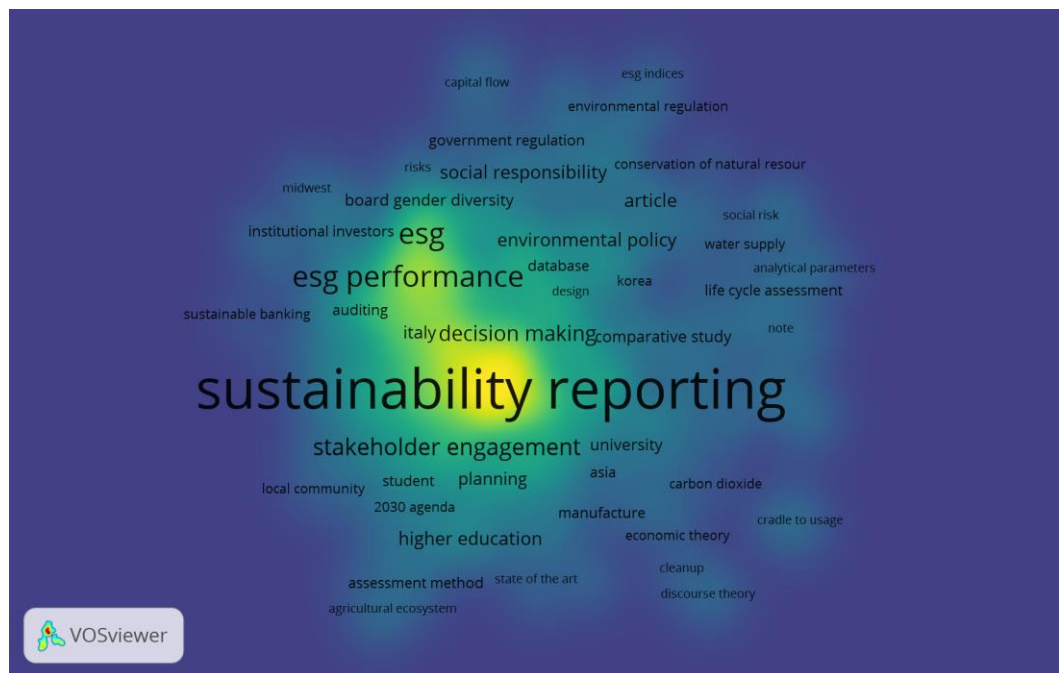 capital flow
esg indices
environmental regulation
government regulation
risks
social responsibility
conservation of natural resour
midwest
board gender diversity
article
social risk
institutional investors
esg
environmental policy
water supply
esg performance
database
korea
analytical parameters
design
life cycle assessment
sustainable banking
auditing
italy
decision making
comparative study
note
sustainability reporting
stakeholder engagement
university
local community
student
planning
asia
carbon dioxide
2030 agenda
manufacture
cradle to usage
higher education
economic theory
assessment method
state of the art
cleanup
agricultural ecosystem
discourse theory
VOSviewer